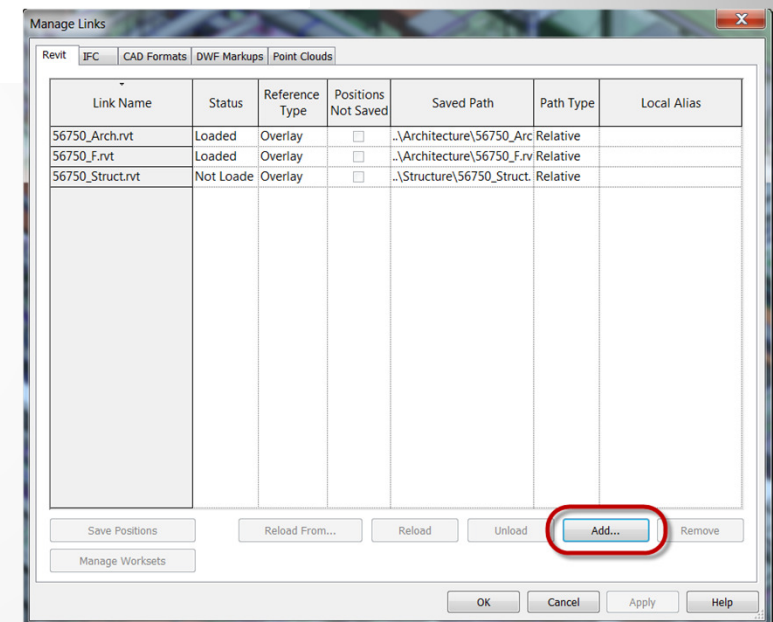 Manage Links
Revit IFC CAD Formats DWF Markups Point Clouds
Link Name Status Reference Type Positions Not Saved Saved Path Path Type Local Alias
56750_Arch.rvt Loaded Overlay ..\Architecture\56750_Arc Relative
56750_F.rvt Loaded Overlay ..\Architecture\56750_F.rv Relative
56750_Struct.rvt Not Loade Overlay ..\Structure\56750_Struct. Relative
Save Positions Reload From... Reload Unload Add... Remove
Manage Worksets
OK Cancel Apply Help